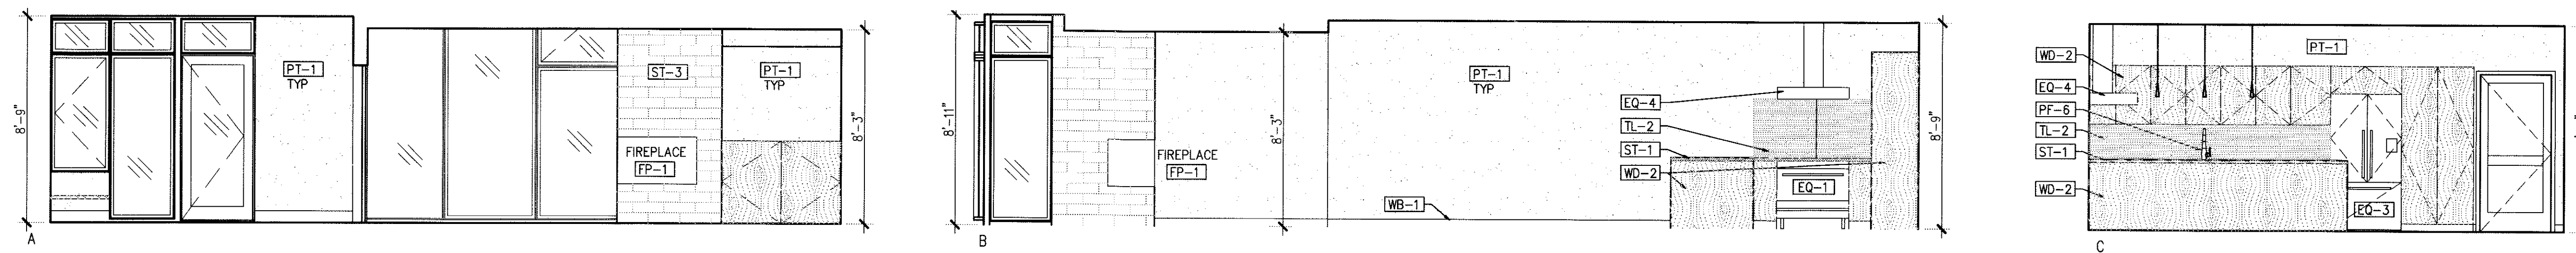 8'-9"
PT-1
TYP
ST-3
FIREPLACE
FP-1
PT-1
TYP
8'-3"
A
8'-11"
FIREPLACE
FP-1
8'-3"
PT-1
TYP
WB-1
EQ-4
TL-2
ST-1
WD-2
EQ-1
8'-9"
B
WD-2
EQ-4
PF-6
TL-2
ST-1
WD-2
PT-1
EQ-3
C